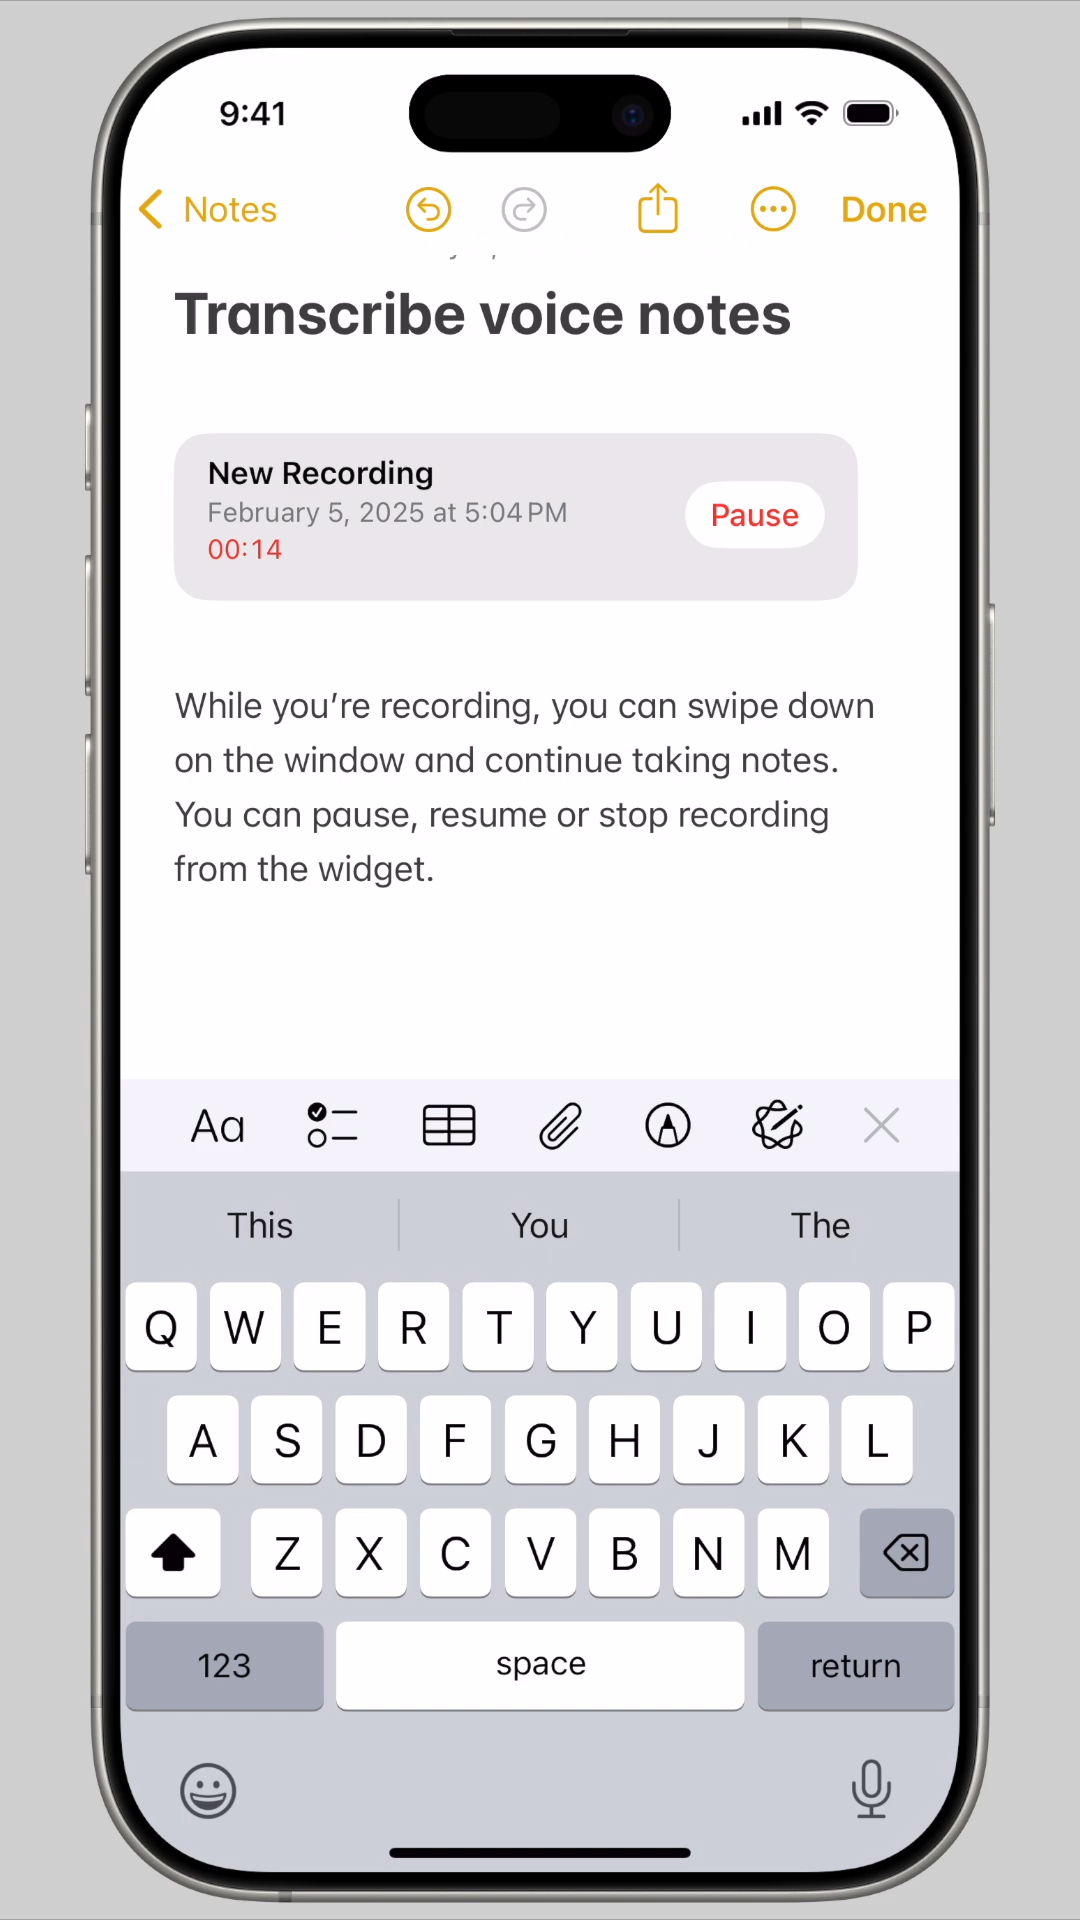 9:41
Notes
Done
Transcribe voice notes
New Recording
February 5, 2025 at 5:04 PM
00:14
Pause
While you’re recording, you can swipe down
on the window and continue taking notes.
You can pause, resume or stop recording
from the widget.
Aa
This You The
Q W E R T Y U I O P
A S D F G H J K L
Z X C V B N M
123 space return